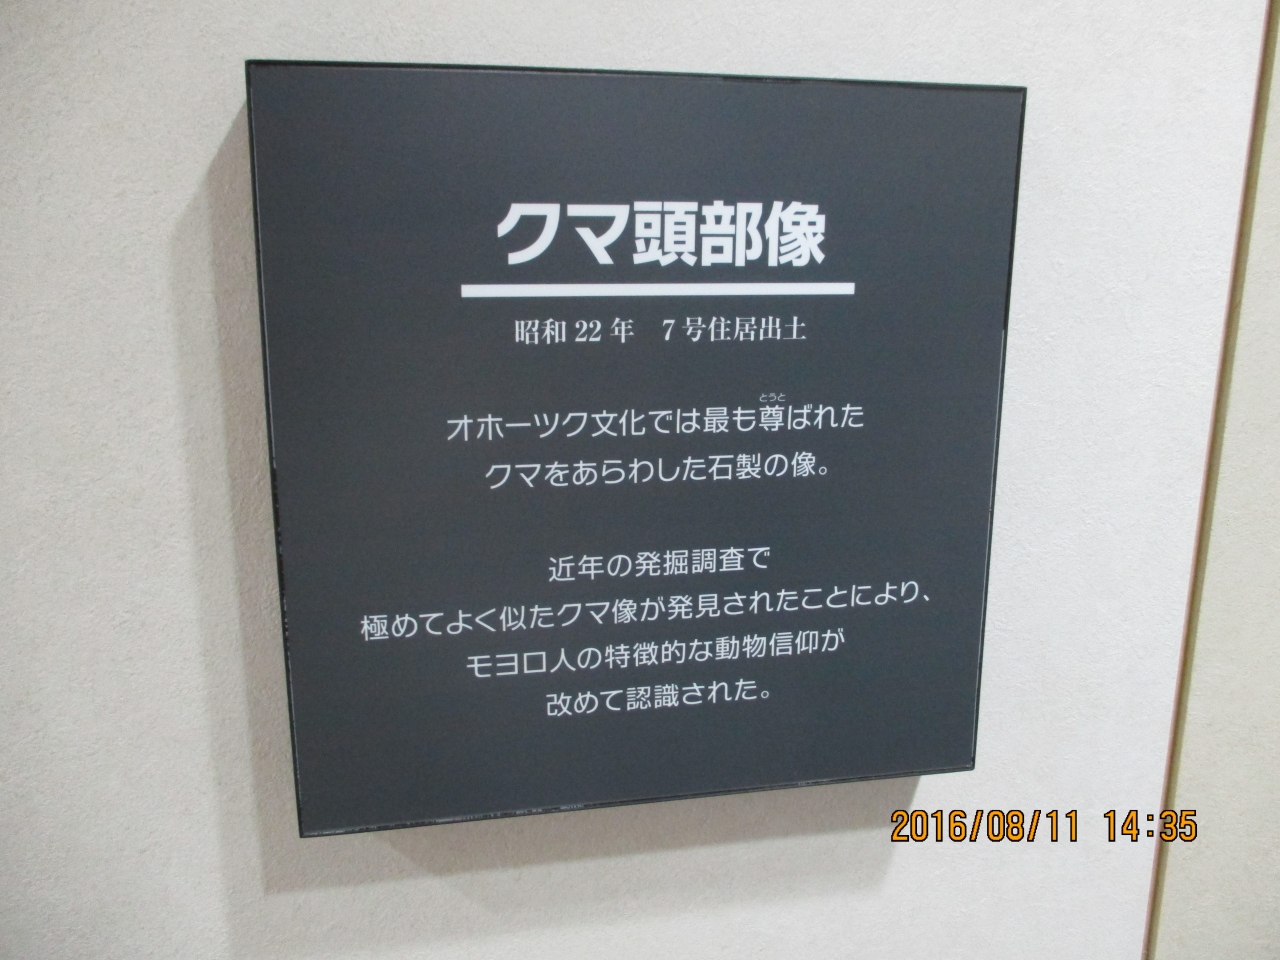 クマ頭部像
昭和22年　7号住居出土
とうと
オホーツク文化では最も尊ばれた
クマをあらわした石製の像。
近年の発掘調査で
極めてよく似たクマ像が発見されたことにより、
モヨロ人の特徴的な動物信仰が
改めて認識された。
2016/08/11 14:35